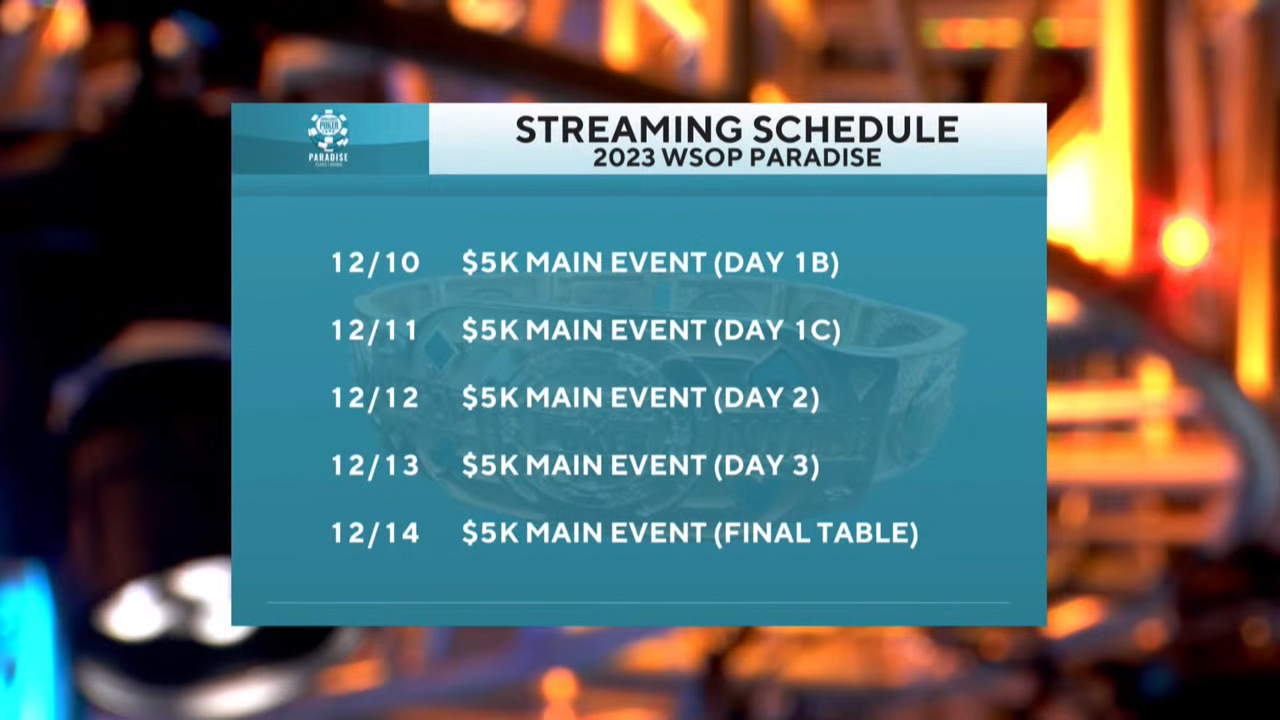 POKER
PARADISE
STREAMING SCHEDULE
2023 WSOP PARADISE
12/10 $5K MAIN EVENT (DAY 1B)
12/11 $5K MAIN EVENT (DAY 1C)
12/12 $5K MAIN EVENT (DAY 2)
12/13 $5K MAIN EVENT (DAY 3)
12/14 $5K MAIN EVENT (FINAL TABLE)